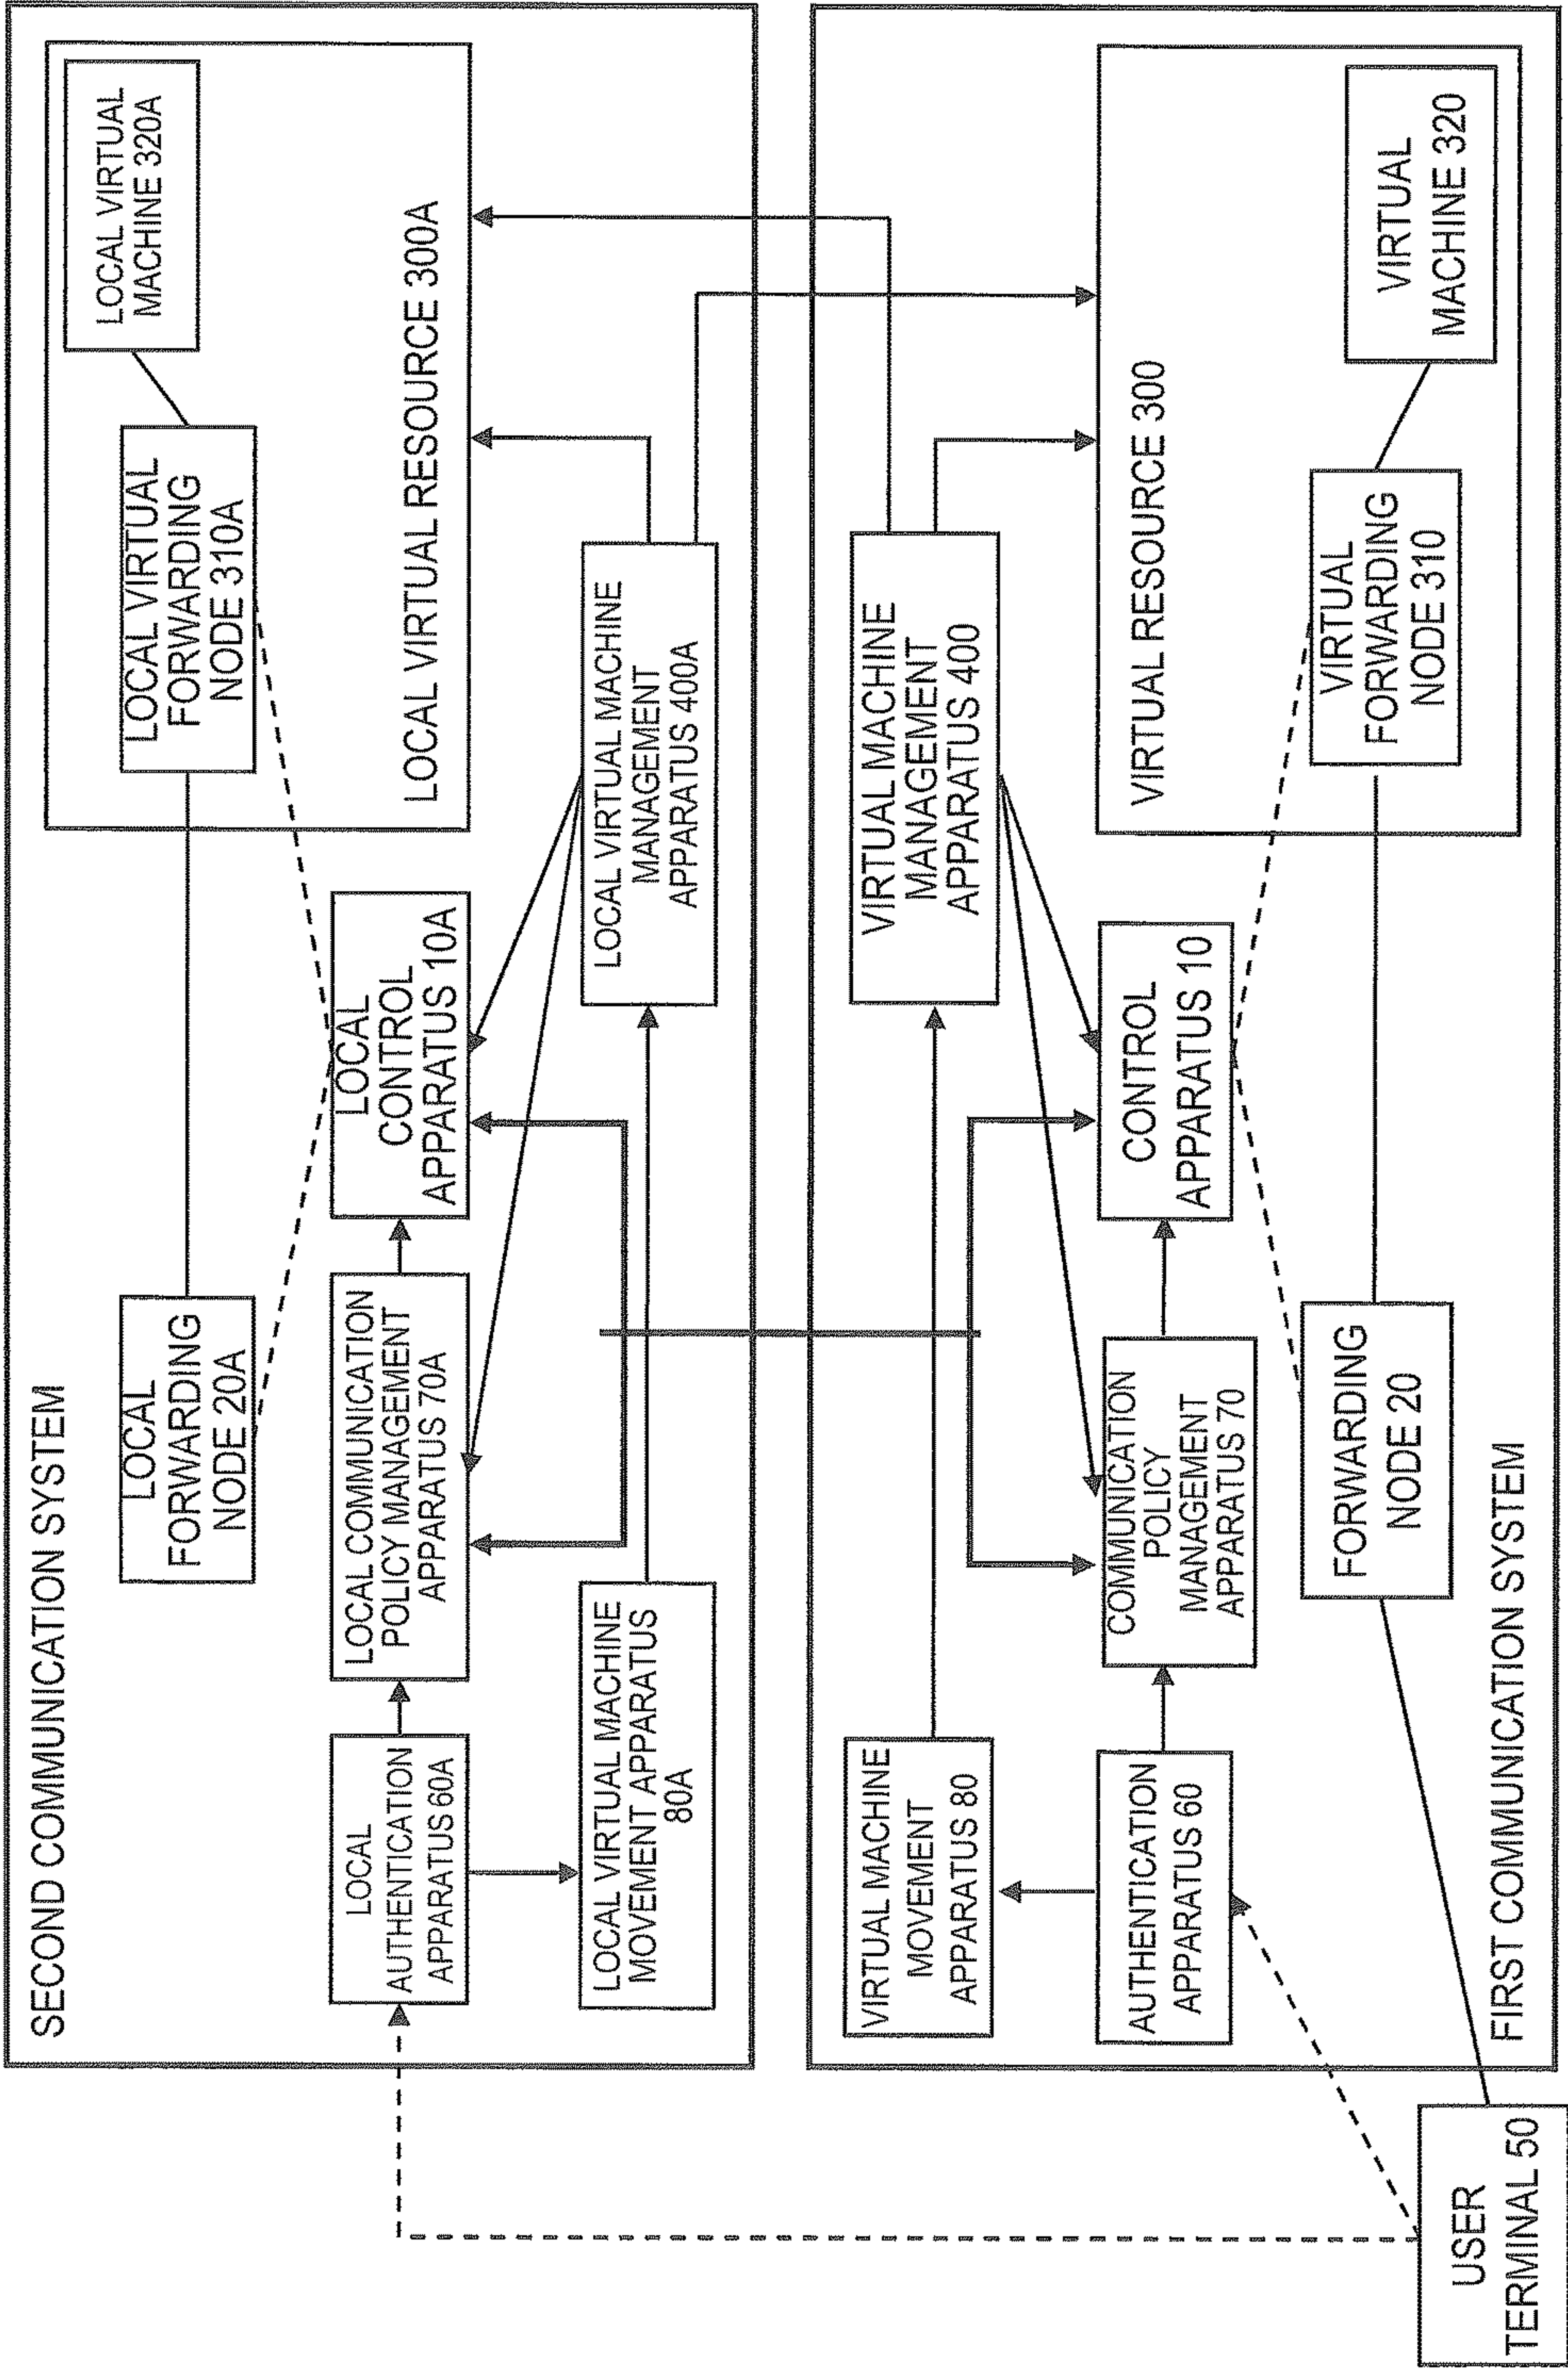 SECOND COMMUNICATION SYSTEM
LOCAL
FORWARDING
NODE 20A
LOCAL VIRTUAL
FORWARDING
NODE 310A
LOCAL VIRTUAL
MACHINE 320A
LOCAL VIRTUAL RESOURCE 300A
LOCAL
AUTHENTICATION
APPARATUS 60A
LOCAL COMMUNICATION
POLICY MANAGEMENT
APPARATUS 70A
LOCAL
CONTROL
APPARATUS 10A
LOCAL VIRTUAL MACHINE
MOVEMENT APPARATUS
80A
LOCAL VIRTUAL MACHINE
MANAGEMENT
APPARATUS 400A
VIRTUAL MACHINE
MOVEMENT
APPARATUS 80
VIRTUAL MACHINE
MANAGEMENT
APPARATUS 400
AUTHENTICATION
APPARATUS 60
COMMUNICATION
POLICY
MANAGEMENT
APPARATUS 70
CONTROL
APPARATUS 10
VIRTUAL RESOURCE 300
FORWARDING
NODE 20
VIRTUAL
FORWARDING
NODE 310
VIRTUAL
MACHINE 320
FIRST COMMUNICATION SYSTEM
USER
TERMINAL 50